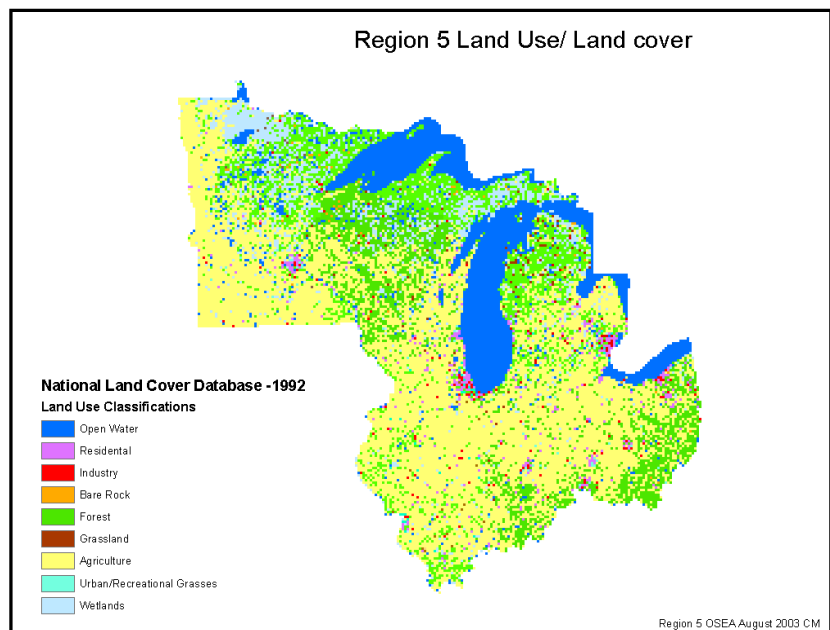 Region 5 Land Use/ Land cover
National Land Cover Database -1992
Land Use Classifications
Open Water
Residental
Industry
Bare Rock
Forest
Grassland
Agriculture
Urban/Recreational Grasses
Wetlands
Region 5 OSEA August 2003 CM